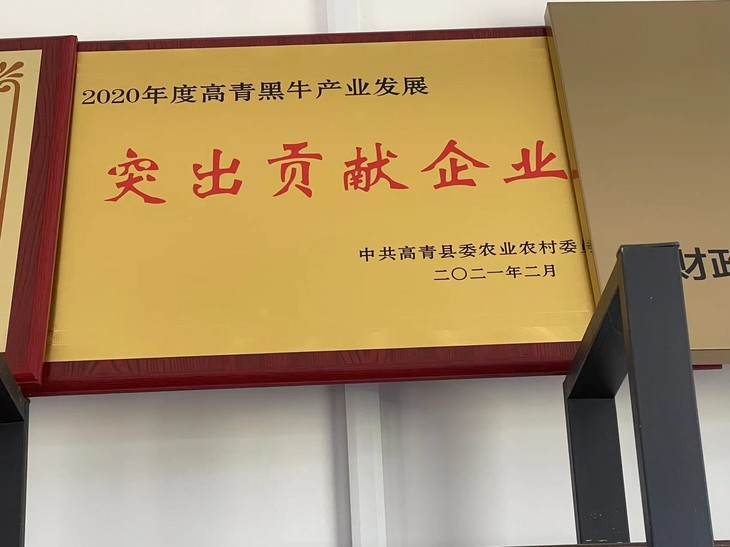 2020年度高青黑牛产业发展
突出贡献企业
中共高青县委农业农村委
二〇二一年二月
财政